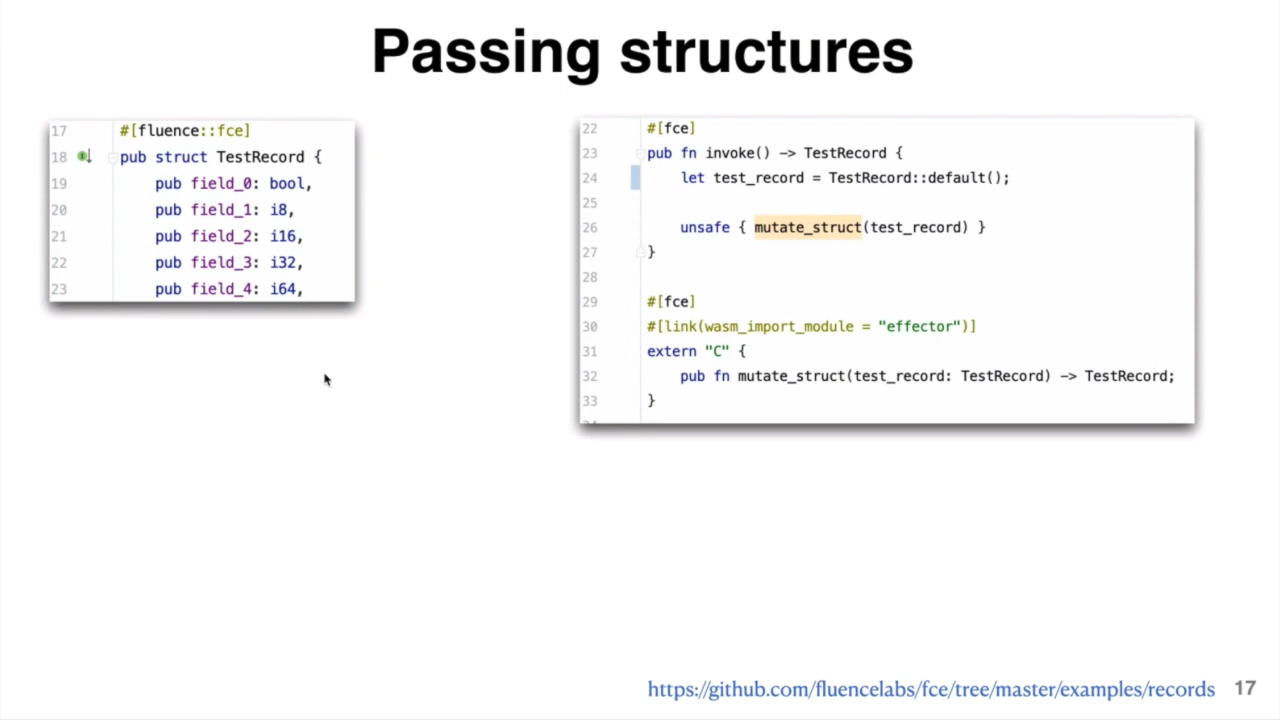 Passing structures
17 #[fluence::fce]
18 pub struct TestRecord {
19 pub field_0: bool,
20 pub field_1: i8,
21 pub field_2: i16,
22 pub field_3: i32,
23 pub field_4: i64,
22 #[fce]
23 pub fn invoke() -> TestRecord {
24 let test_record = TestRecord::default();
25
26 unsafe { mutate_struct(test_record) }
27 }
28
29 #[fce]
30 #[link(wasm_import_module = "effector")]
31 extern "C" {
32 pub fn mutate_struct(test_record: TestRecord) -> TestRecord;
33 }
https://github.com/fluencelabs/fce/tree/master/examples/records 17